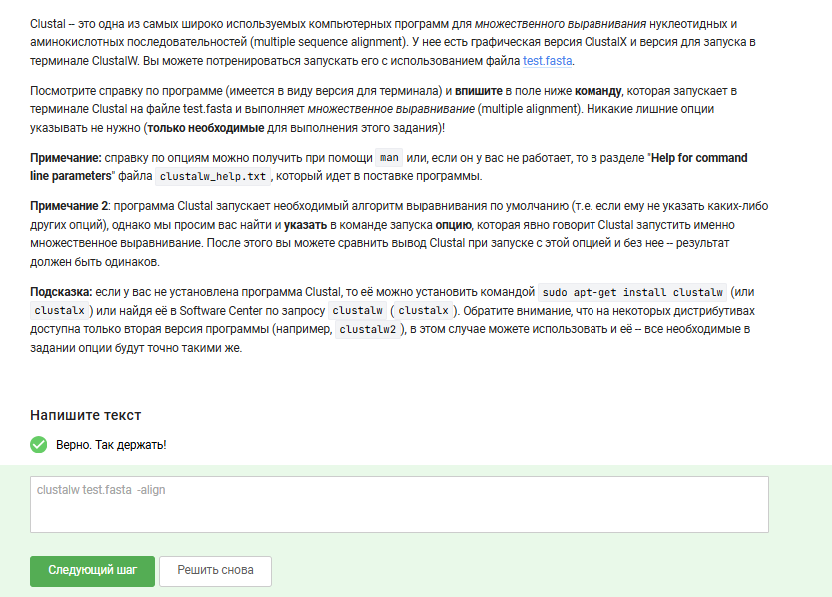 Clustal – это одна из самых широко используемых компьютерных программ для множественного выравнивания нуклеотидных и
аминокислотных последовательностей (multiple sequence alignment). У нее есть графическая версия ClustalX и версия для запуска в
терминале ClustalW. Вы можете потренироваться запускать его с использованием файла test.fasta.
Посмотрите справку по программе (имеется в виду версия для терминала) и впишите в поле ниже команду, которая запускает в
терминале Clustal на файле test.fasta и выполняет множественное выравнивание (multiple alignment). Никакие лишние опции
указывать не нужно (только необходимые для выполнения этого задания)!
Примечание: справку по опциям можно получить при помощи man или, если он у вас не работает, то в разделе "Help for command
line parameters" файла clustalw_help.txt, который идет в поставке программы.
Примечание 2: программа Clustal запускает необходимый алгоритм выравнивания по умолчанию (т.е. если ему не указать каких-либо
других опций), однако мы просим вас найти и указать в команде запуска опцию, которая явно говорит Clustal запустить именно
множественное выравнивание. После этого вы можете сравнить вывод Clustal при запуске с этой опцией и без нее – результат
должен быть одинаков.
Подсказка: если у вас не установлена программа Clustal, то её можно установить командой sudo apt-get install clustalw (или
clustalx) или найдя её в Software Center по запросу clustalw (clustalx). Обратите внимание, что на некоторых дистрибутивах
доступна только вторая версия программы (например, clustalw2), в этом случае можете использовать и её – все необходимые в
задании опции будут точно такими же.
Напишите текст
Верно. Так держать!
clustalw test.fasta -align
Следующий шаг Решить снова